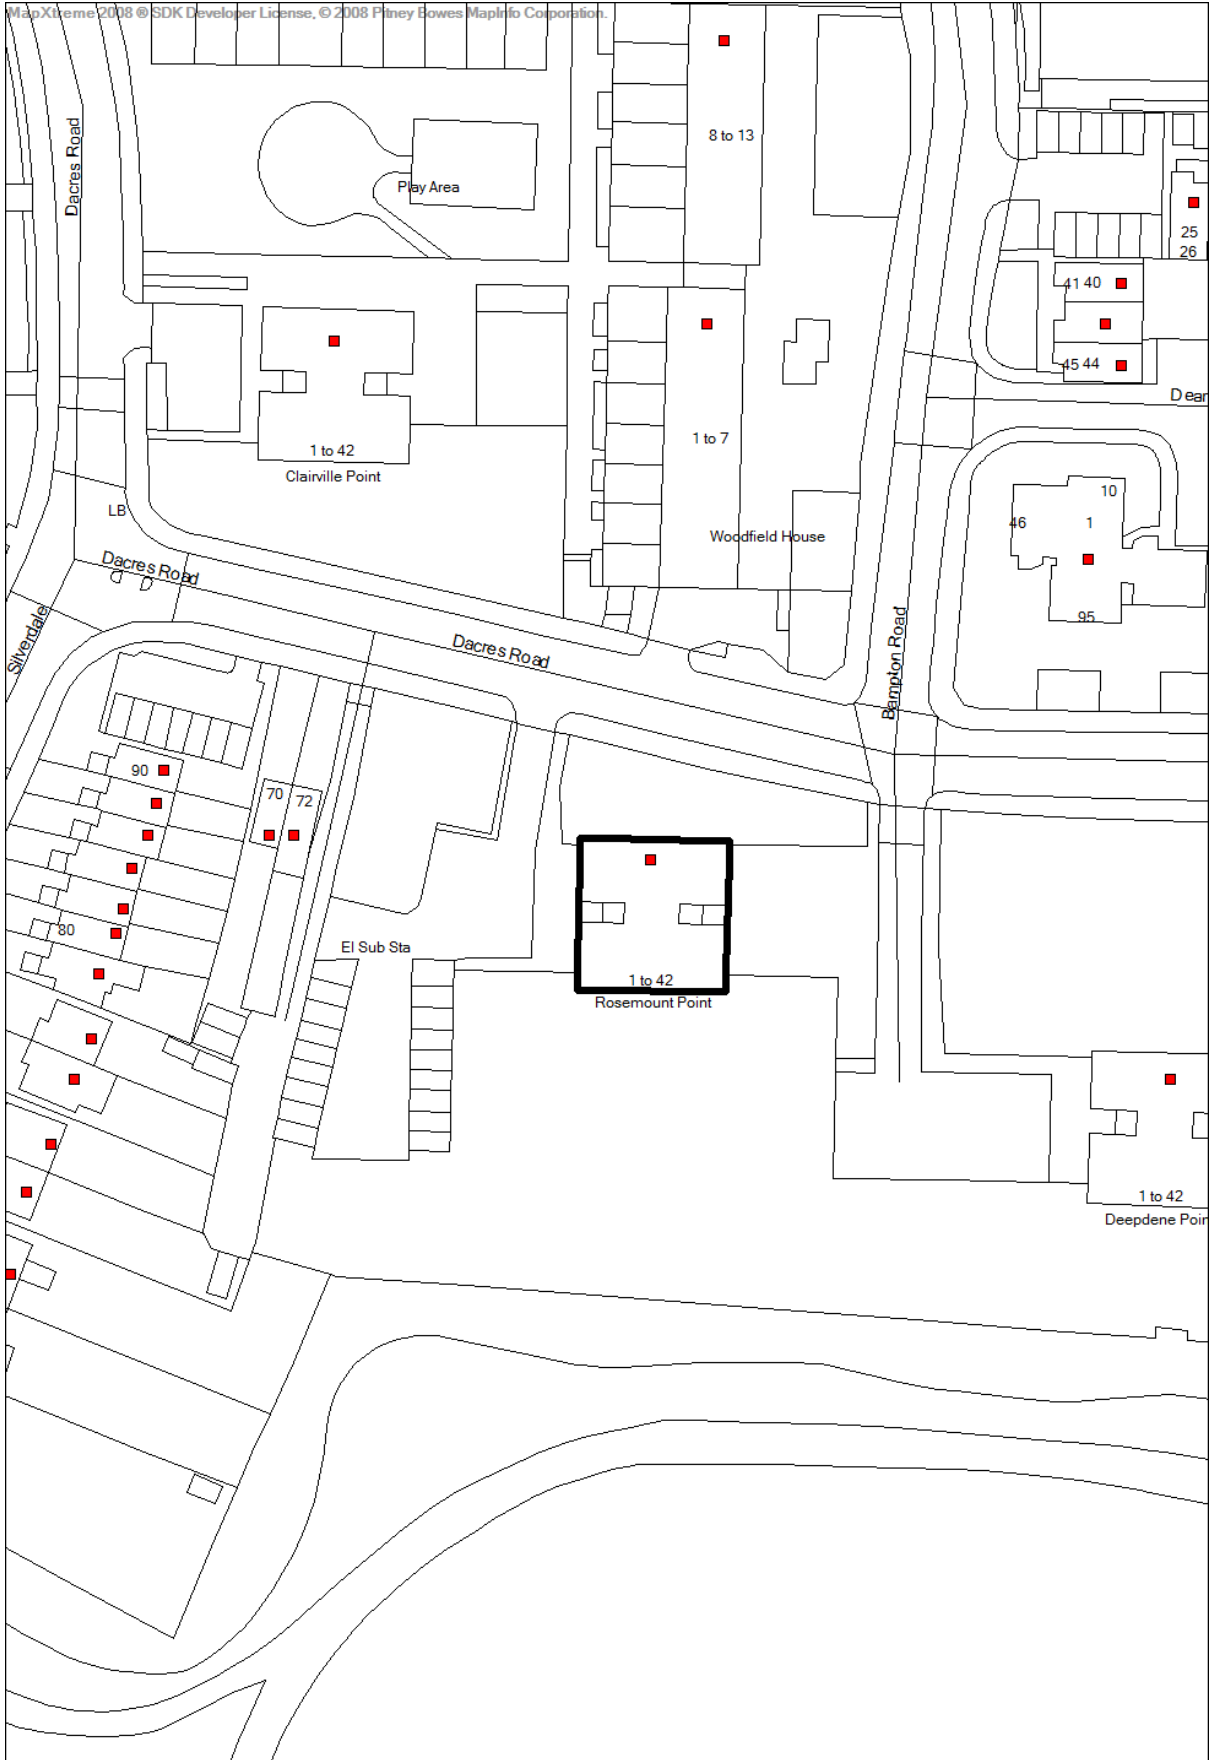 MapXtreme 2008 ® SDK Developer License, © 2008 Pitney Bowes MapInfo Corporation.
Dacres Road
8 to 13
Play Area
25
26
41 40
45 44
1 to 7
1 to 42
Clairville Point
LB
Woodfield House
10
46
1
95
Dacres Road
Silverdale
Dacres Road
Bampton Road
90
70
72
80
El Sub Sta
1 to 42
Rosemount Point
1 to 42
Deepdene Poin
Dear